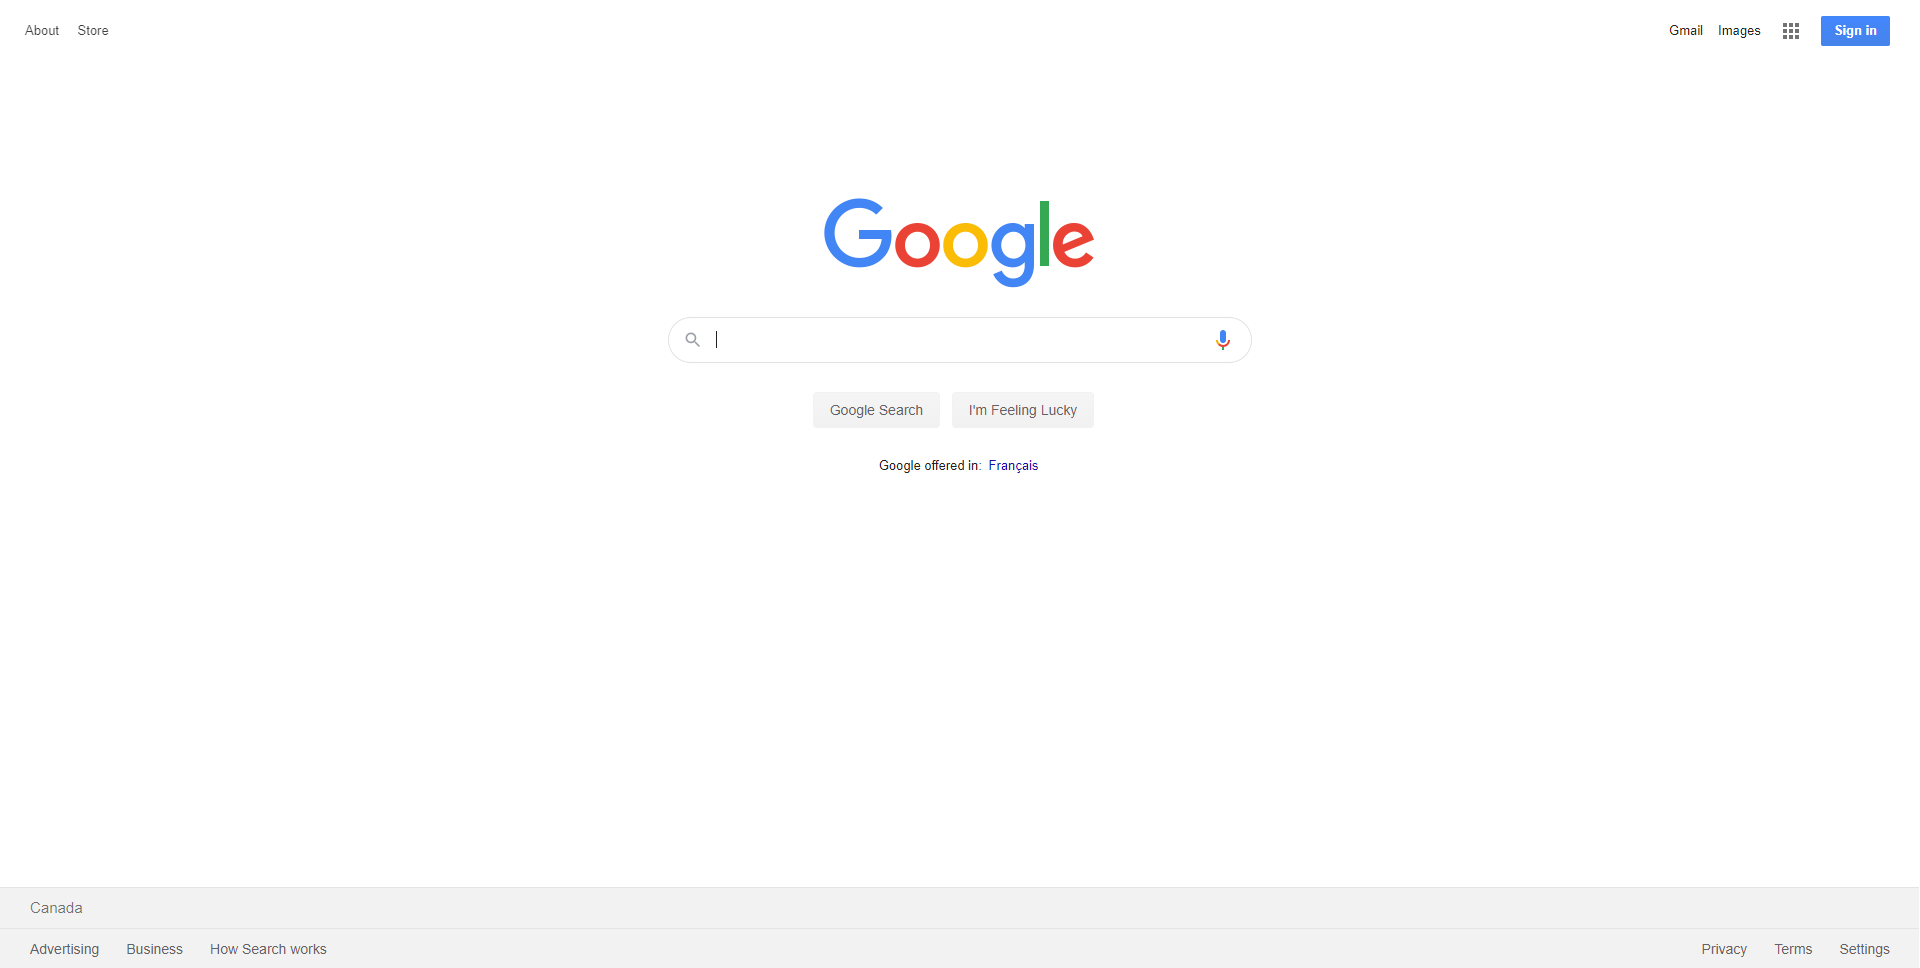 About Store Gmail Images Sign in
Google
Google Search I'm Feeling Lucky
Google offered in: Français
Canada
Advertising Business How Search works Privacy Terms Settings